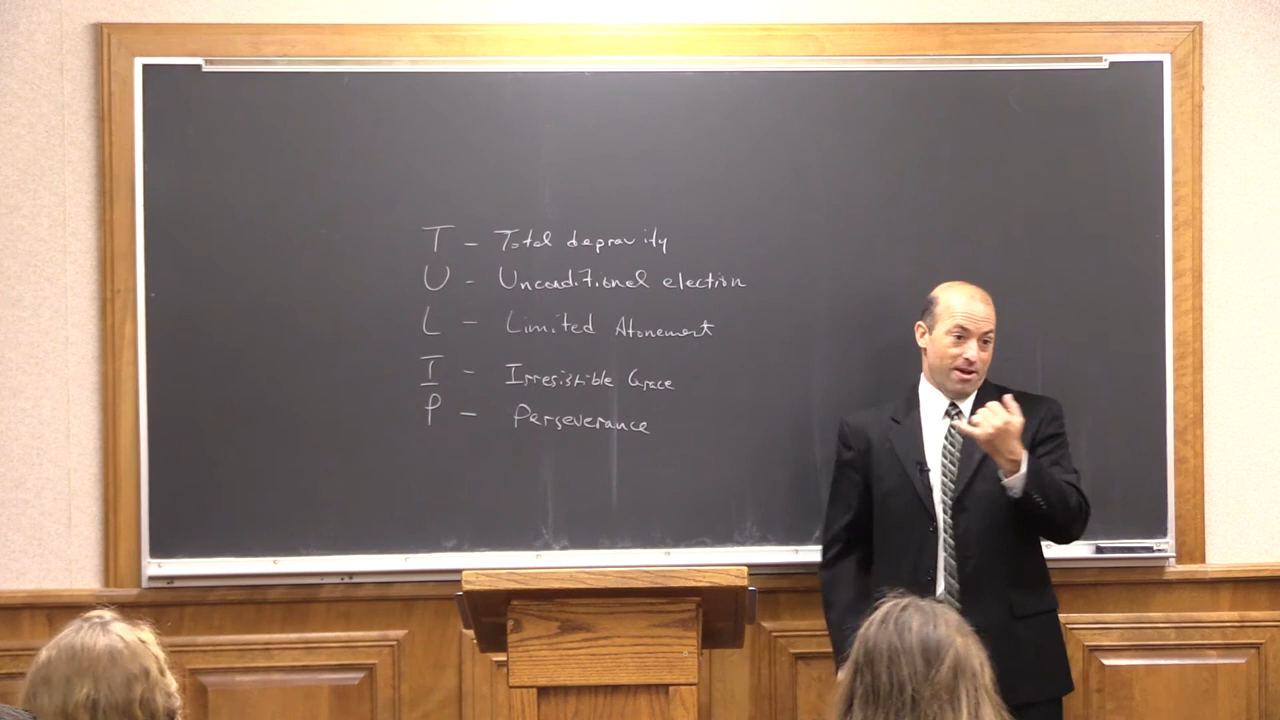 T - Total depravity
U - Unconditional election
L - Limited Atonement
I - Irresistible Grace
P - Perseverance